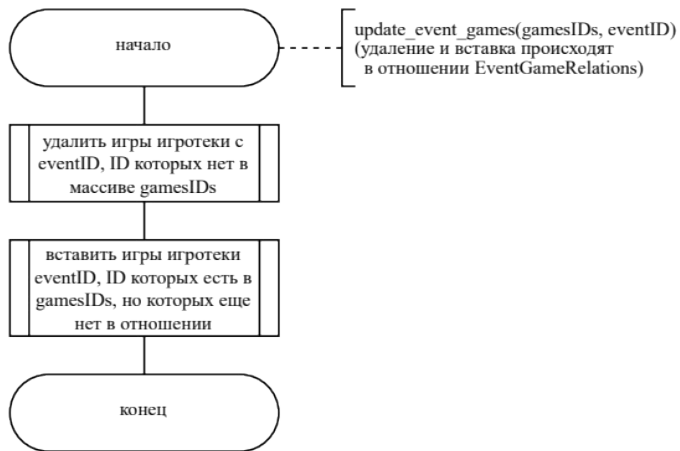 начало
update_event_games(gamesIDs, eventID)
(удаление и вставка происходят
в отношении EventGameRelations)
удалить игры игротеки с
eventID, ID которых нет в
массиве gamesIDs
вставить игры игротеки
eventID, ID которых есть в
gamesIDs, но которых еще
нет в отношении
конец